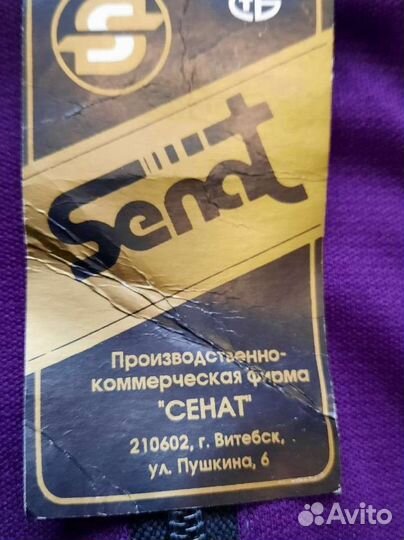 S
Senat
Производственно-
коммерческая фирма
"СЕНАТ"
210602, г. Витебск,
ул. Пушкина, 6
Avito